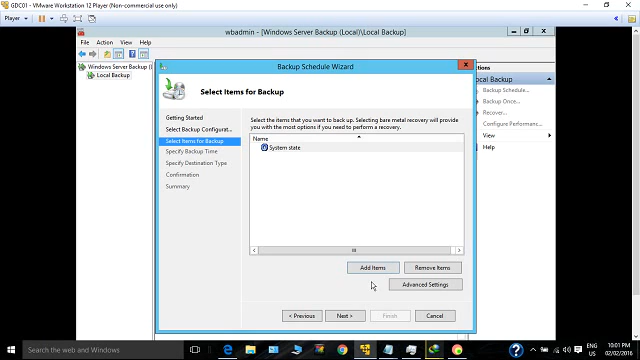 GDC01 - VMware Workstation 12 Player (Non-commercial use only)
Player
wbadmin - [Windows Server Backup (Local)\Local Backup]
File Action View Help
Windows Server Backup (L
Local Backup
ctions
ocal Backup
Backup Schedule...
Backup Once...
Recover...
Configure Performance...
View
Help
Backup Schedule Wizard
Select Items for Backup
Getting Started
Select Backup Configurat...
Select Items for Backup
Specify Backup Time
Specify Destination Type
Confirmation
Summary
Select the items that you want to back up. Selecting bare metal recovery will provide
you with the most options if you need to perform a recovery.
Name
System state
Add Items
Remove Items
Advanced Settings
< Previous
Next >
Finish
Cancel
Search the web and Windows
ENG
US
10:01 PM
02/02/2016